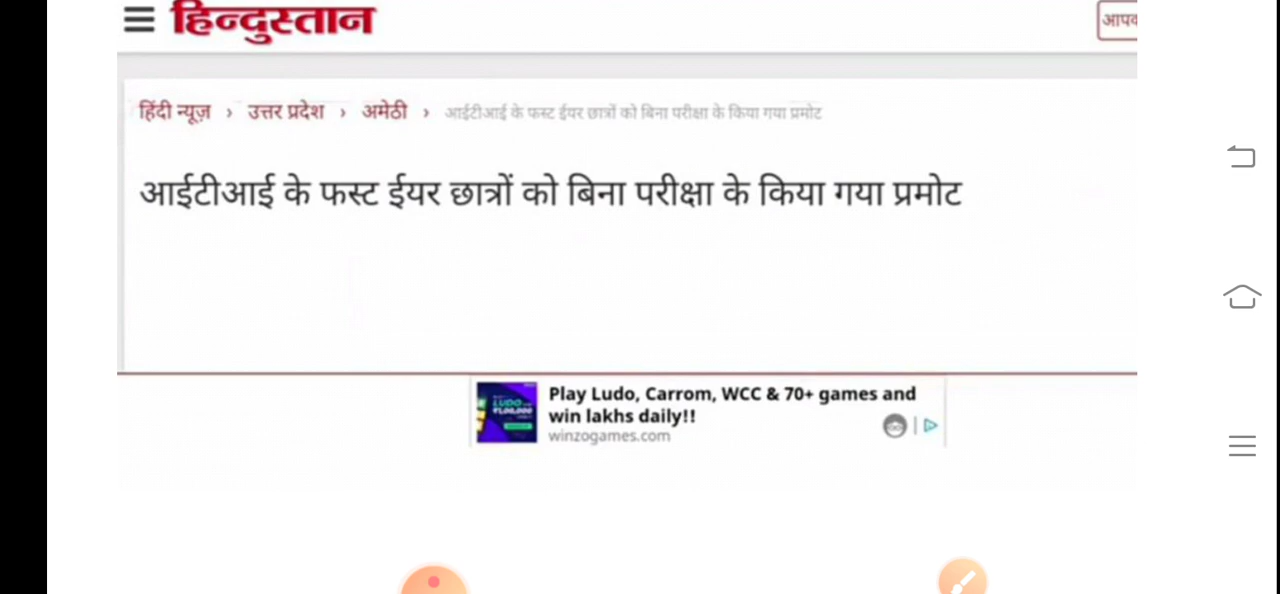 हिन्दुस्तान
हिंदी न्यूज़ › उत्तर प्रदेश › अमेठी › आईटीआई के फस्ट ईयर छात्रों को बिना परीक्षा के किया गया प्रमोट
आईटीआई के फस्ट ईयर छात्रों को बिना परीक्षा के किया गया प्रमोट
Play Ludo, Carrom, WCC & 70+ games and
win lakhs daily!!
winzogames.com